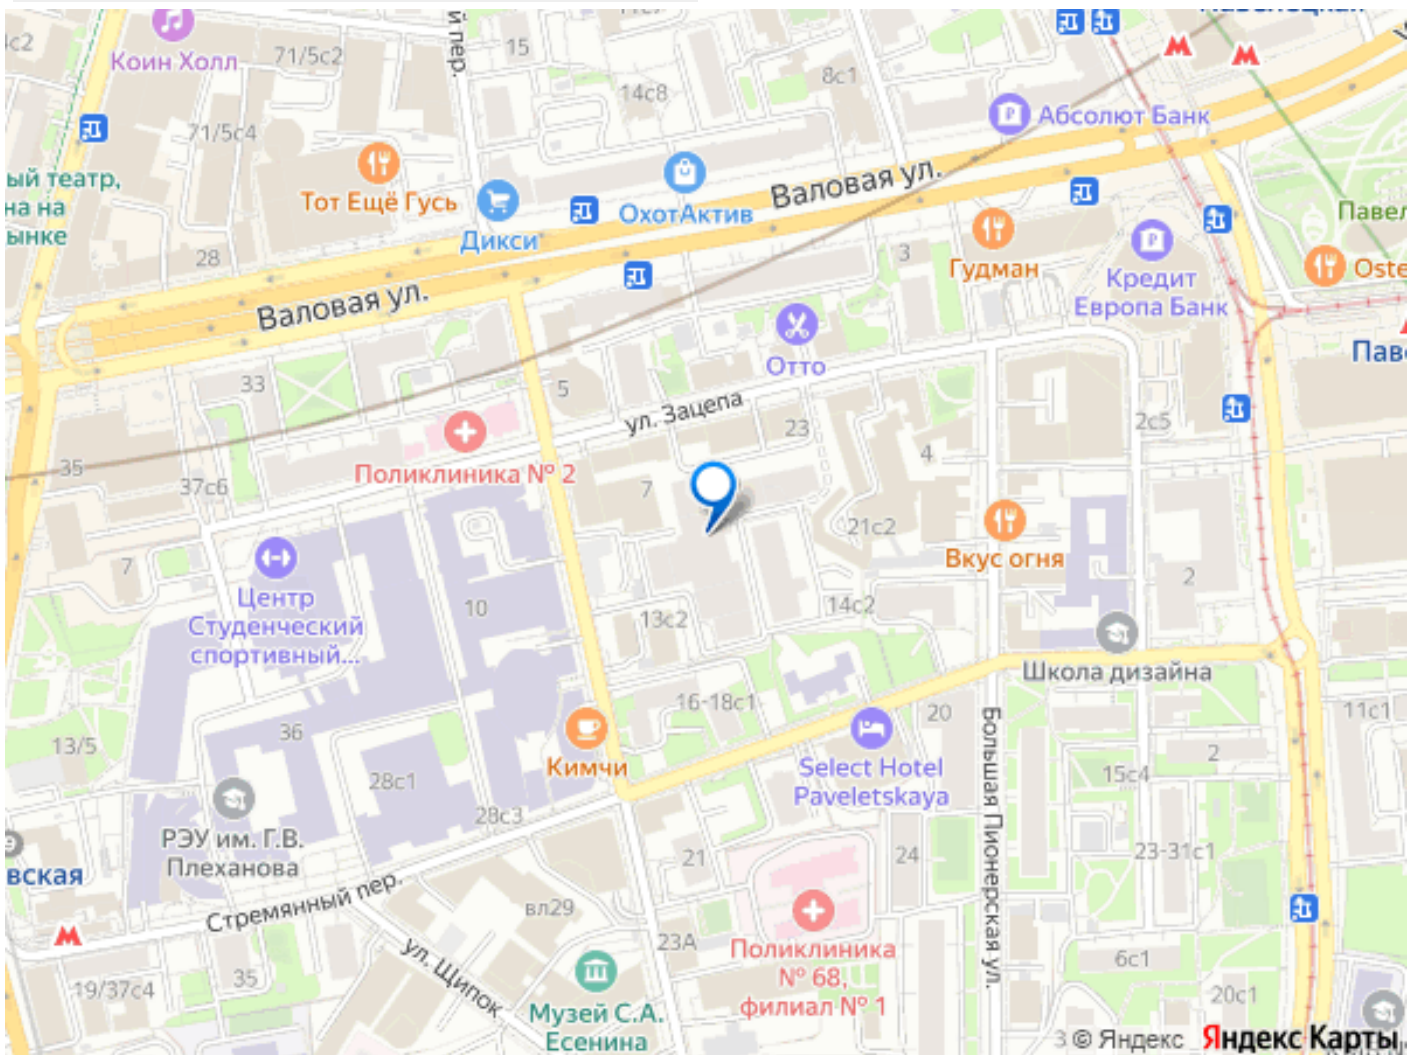 Коин Холл
71/5с2
15
й пер.
8с1
14с8
71/5с4
Абсолют Банк
ый театр,
на на
ынке
Тот Ещё Гусь
ОхотАктив
Дикси
Валовая ул.
28
3
Гудман
Кредит
Европа Банк
Павел
Oste
Валовая ул.
Отто
Пав
33
5
ул. Зацепа
23
2с5
4
35
37с6
Поликлиника № 2
7
21с2
Вкус огня
7
Центр
Студенческий
спортивный...
10
13с2
14с2
2
Школа дизайна
16-18с1
20
11с1
13/5
36
Кимчи
Select Hotel
Paveletskaya
Большая Пионерская ул.
2
15с4
28с1
28с3
РЭУ им. Г.В.
Плеханова
вская
21
24
23-31с1
Стремянный пер.
вл29
23А
Поликлиника
№ 68,
филиал № 1
ул. Щипок
35
19/37с4
Музей С.А.
Есенина
6с1
20с1
3
© Яндекс Яндекс Карты